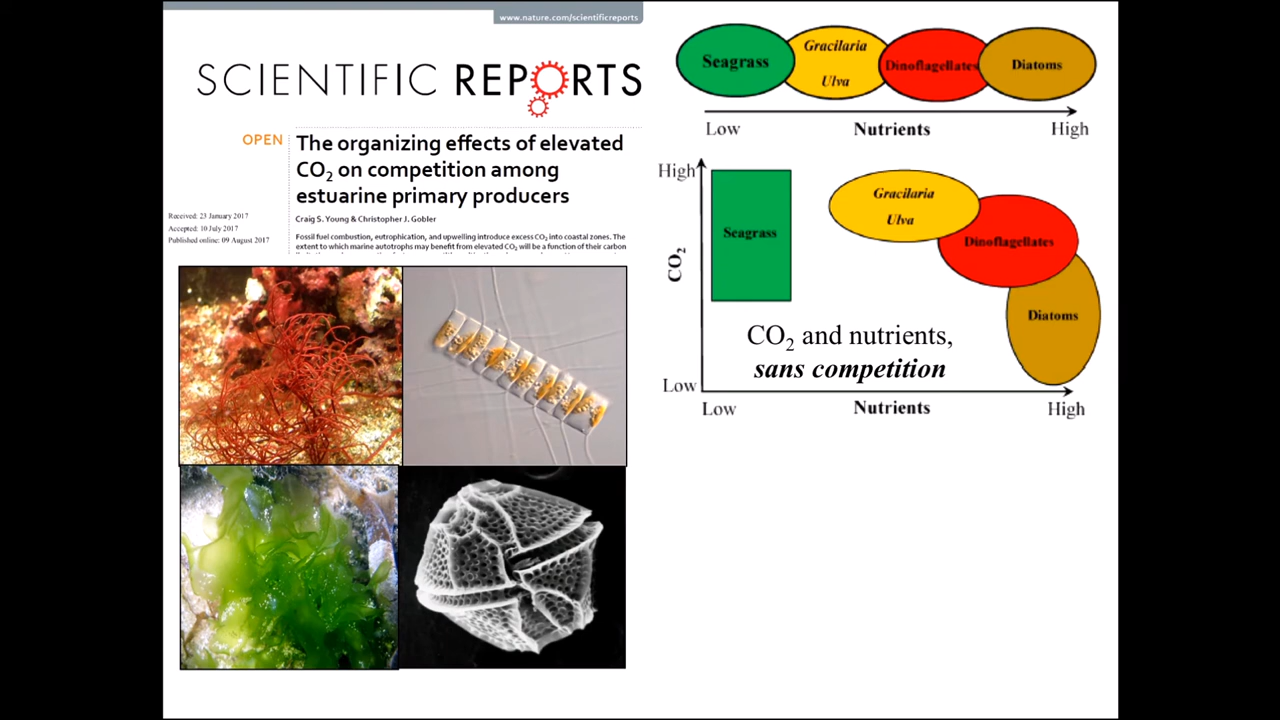 www.nature.com/scientificreports
SCIENTIFIC REPORTS
OPEN
The organizing effects of elevated
CO₂ on competition among
estuarine primary producers
Received: 23 January 2017
Accepted: 10 July 2017
Published online: 09 August 2017
Craig S. Young & Christopher J. Gobler
Fossil fuel combustion, eutrophication, and upwelling introduce excess CO₂ into coastal zones. The
extent to which marine autotrophs may benefit from elevated CO₂ will be a function of their carbon
Seagrass
Gracilaria
Ulva
Dinoflagellates
Diatoms
Low
Nutrients
High
High
CO₂
Low
Seagrass
Gracilaria
Ulva
Dinoflagellates
Diatoms
CO₂ and nutrients,
sans competition
Low
Nutrients
High